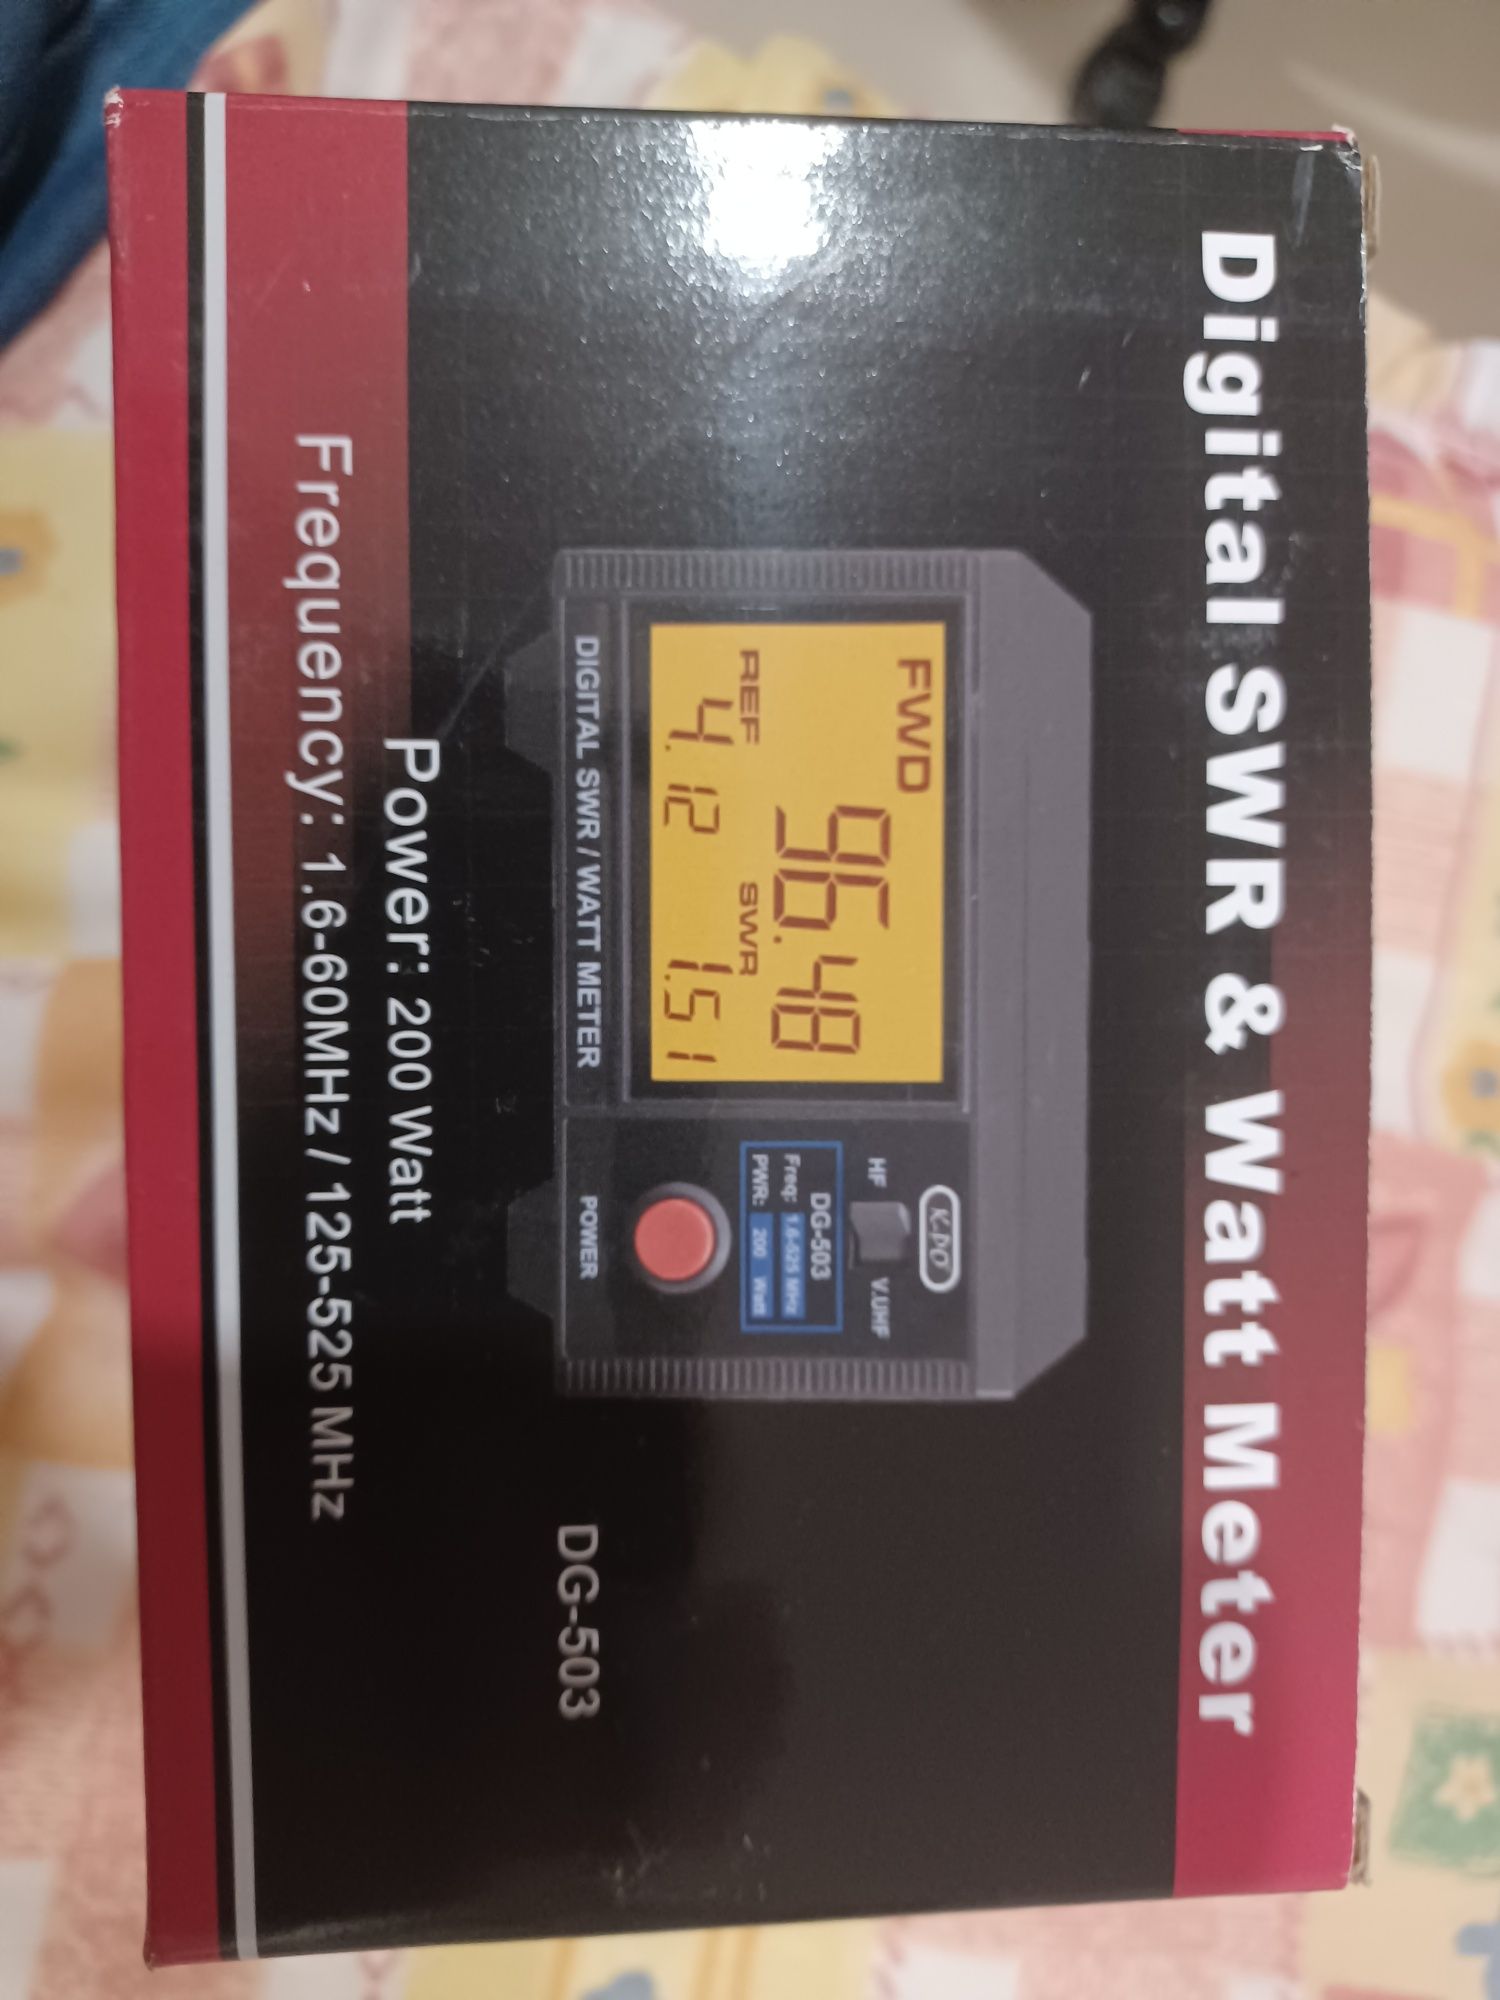 Digital SWR & Watt Meter
K-PO
HF
V.UHF
FWD
96.48
DG-503
Freq: 1.6-525 MHz
PWR: 200 Watt
REF
SWR
4.12
1.51
DIGITAL SWR / WATT METER
POWER
DG-503
Power: 200 Watt
Frequency: 1.6-60MHz / 125-525 MHz